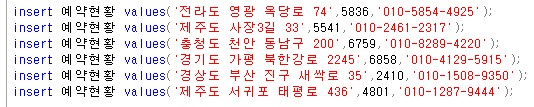 insert 예약현황 values('전라도 영광 옥당로 74',5836,'010-5854-4925');
insert 예약현황 values('제주도 사장3길 33',5541,'010-2461-2317');
insert 예약현황 values('충청도 천안 동남구 200',6759,'010-8289-4220');
insert 예약현황 values('경기도 가평 북한강로 2245',6858,'010-4129-5915');
insert 예약현황 values('경상도 부산 진구 새싹로 35',2410,'010-1508-9350');
insert 예약현황 values('제주도 서귀포 태평로 436',4801,'010-1287-9444');